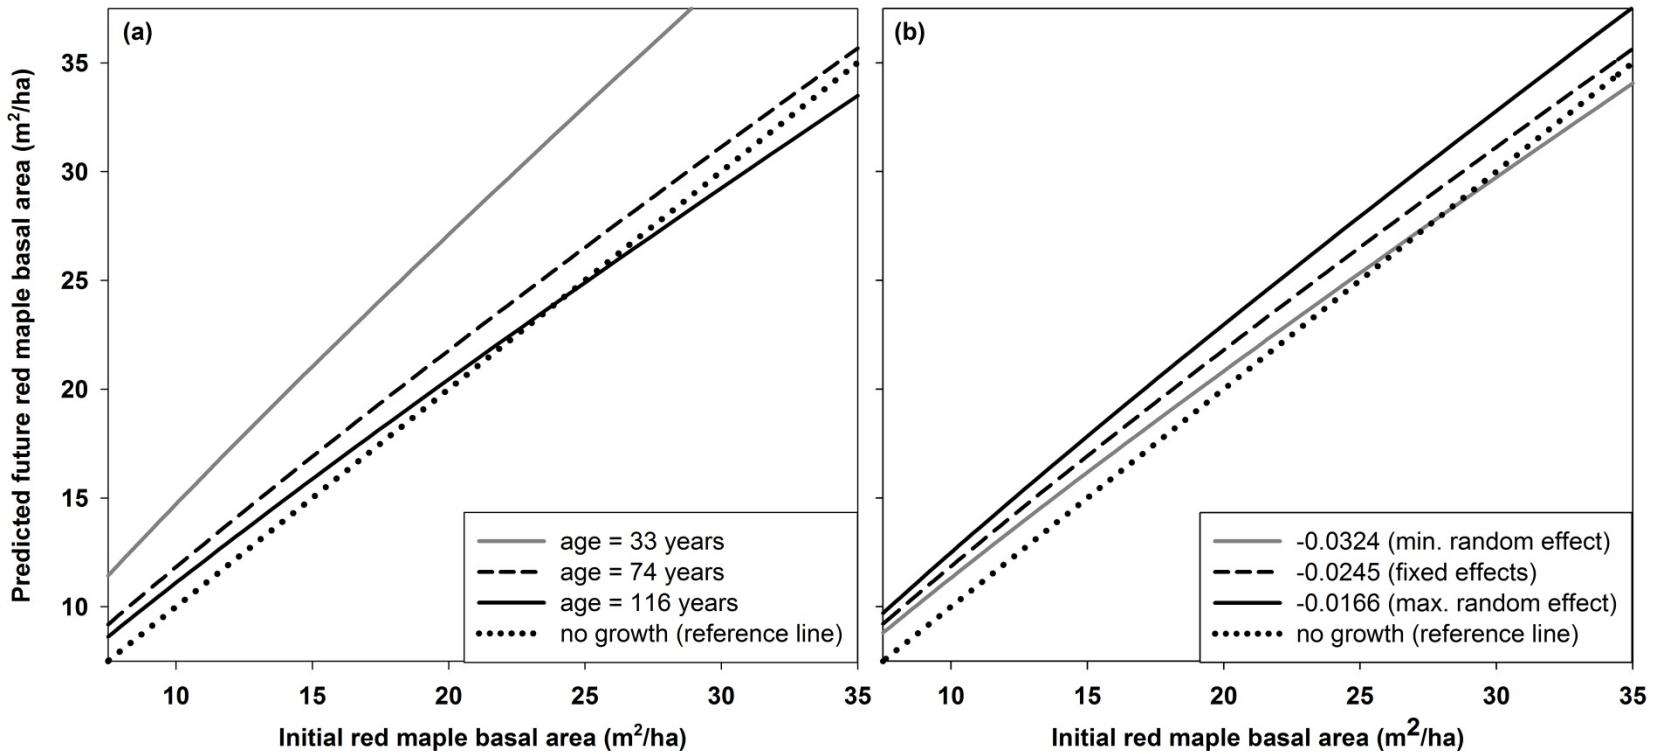 (a)
(b)
Predicted future red maple basal area (m²/ha)
35
30
25
20
15
10
age = 33 years
age = 74 years
age = 116 years
no growth (reference line)
-0.0324 (min. random effect)
-0.0245 (fixed effects)
-0.0166 (max. random effect)
no growth (reference line)
10 15 20 25 30 35
10 15 20 25 30 35
Initial red maple basal area (m²/ha)
Initial red maple basal area (m²/ha)